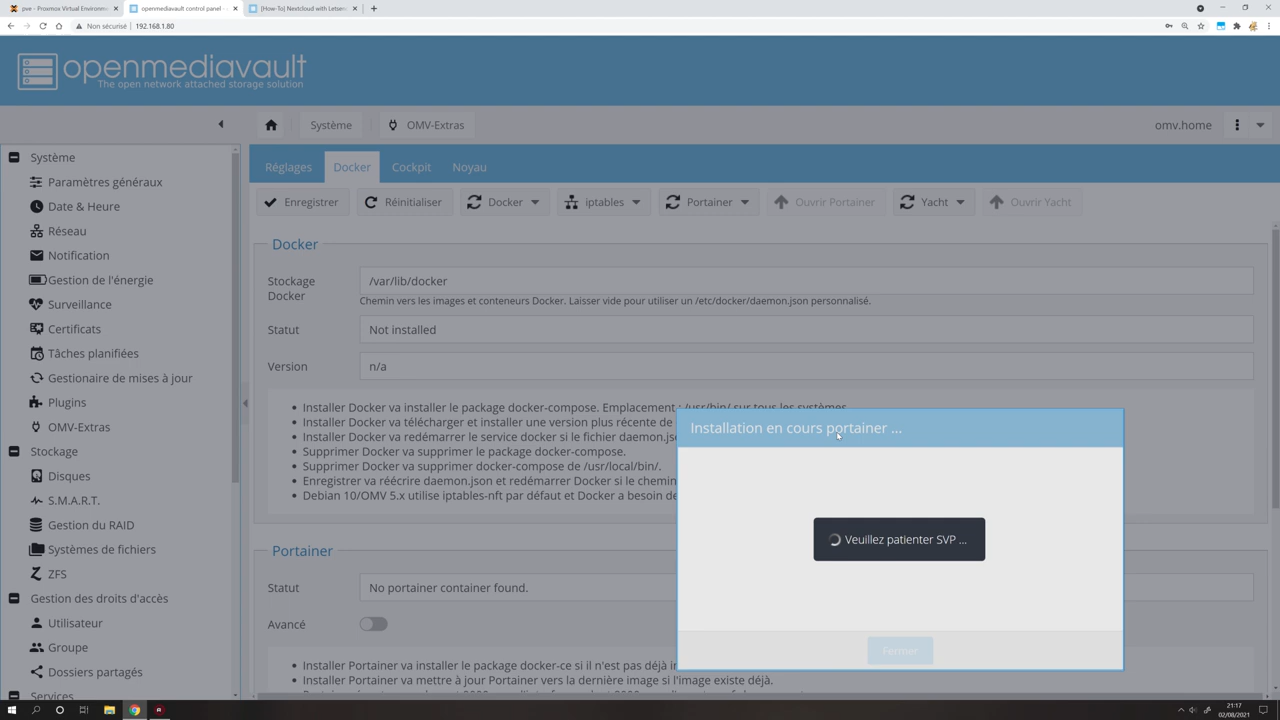 pve - Proxmox Virtual Environme
openmediavault control panel - 
[How-To] Nextcloud with Letsen
Non sécurisé
192.168.1.80
openmediavault
The open network attached storage solution
Système
OMV-Extras
omv.home
Système
Paramètres généraux
Date & Heure
Réseau
Notification
Gestion de l'énergie
Surveillance
Certificats
Tâches planifiées
Gestionaire de mises à jour
Plugins
OMV-Extras
Stockage
Disques
S.M.A.R.T.
Gestion du RAID
Systèmes de fichiers
ZFS
Gestion des droits d'accès
Utilisateur
Groupe
Dossiers partagés
Services
Réglages
Docker
Cockpit
Noyau
Enregistrer
Réinitialiser
Docker
iptables
Portainer
Ouvrir Portainer
Yacht
Ouvrir Yacht
Docker
Stockage
Docker
/var/lib/docker
Chemin vers les images et conteneurs Docker. Laisser vide pour utiliser un /etc/docker/daemon.json personnalisé.
Statut
Not installed
Version
n/a
Installer Docker va installer le package docker-compose. Emplacement : /usr/bin/ sur tous les systèmes.
Installer Docker va télécharger et installer une version plus récente de
Installer Docker va redémarrer le service docker si le fichier daemon.jso
Supprimer Docker va supprimer le package docker-compose.
Supprimer Docker va supprimer docker-compose de /usr/local/bin/.
Enregistrer va réécrire daemon.json et redémarrer Docker si le chemin
Debian 10/OMV 5.x utilise iptables-nft par défaut et Docker a besoin de
Portainer
Statut
No portainer container found.
Avancé
Installer Portainer va installer le package docker-ce si il n'est pas déjà in
Installer Portainer va mettre à jour Portainer vers la dernière image si l'image existe déjà.
Installation en cours portainer ...
Veuillez patienter SVP ...
Fermer
21:17
02/08/2021